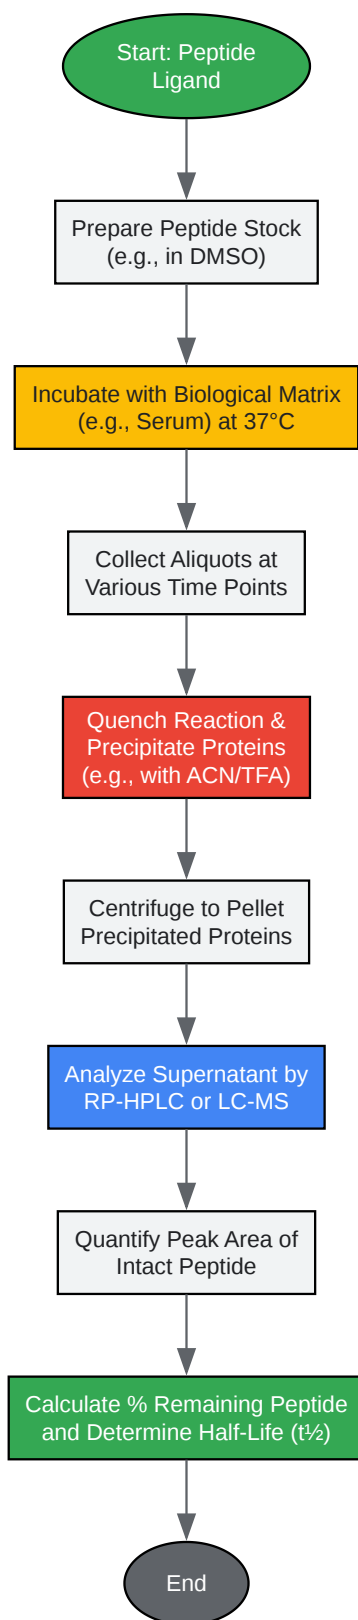 Start: Peptide
Ligand
Prepare Peptide Stock
(e.g., in DMSO)
Incubate with Biological Matrix
(e.g., Serum) at 37°C
Collect Aliquots at
Various Time Points
Quench Reaction &
Precipitate Proteins
(e.g., with ACN/TFA)
Centrifuge to Pellet
Precipitated Proteins
Analyze Supernatant by
RP-HPLC or LC-MS
Quantify Peak Area of
Intact Peptide
Calculate % Remaining Peptide
and Determine Half-Life (t½)
End